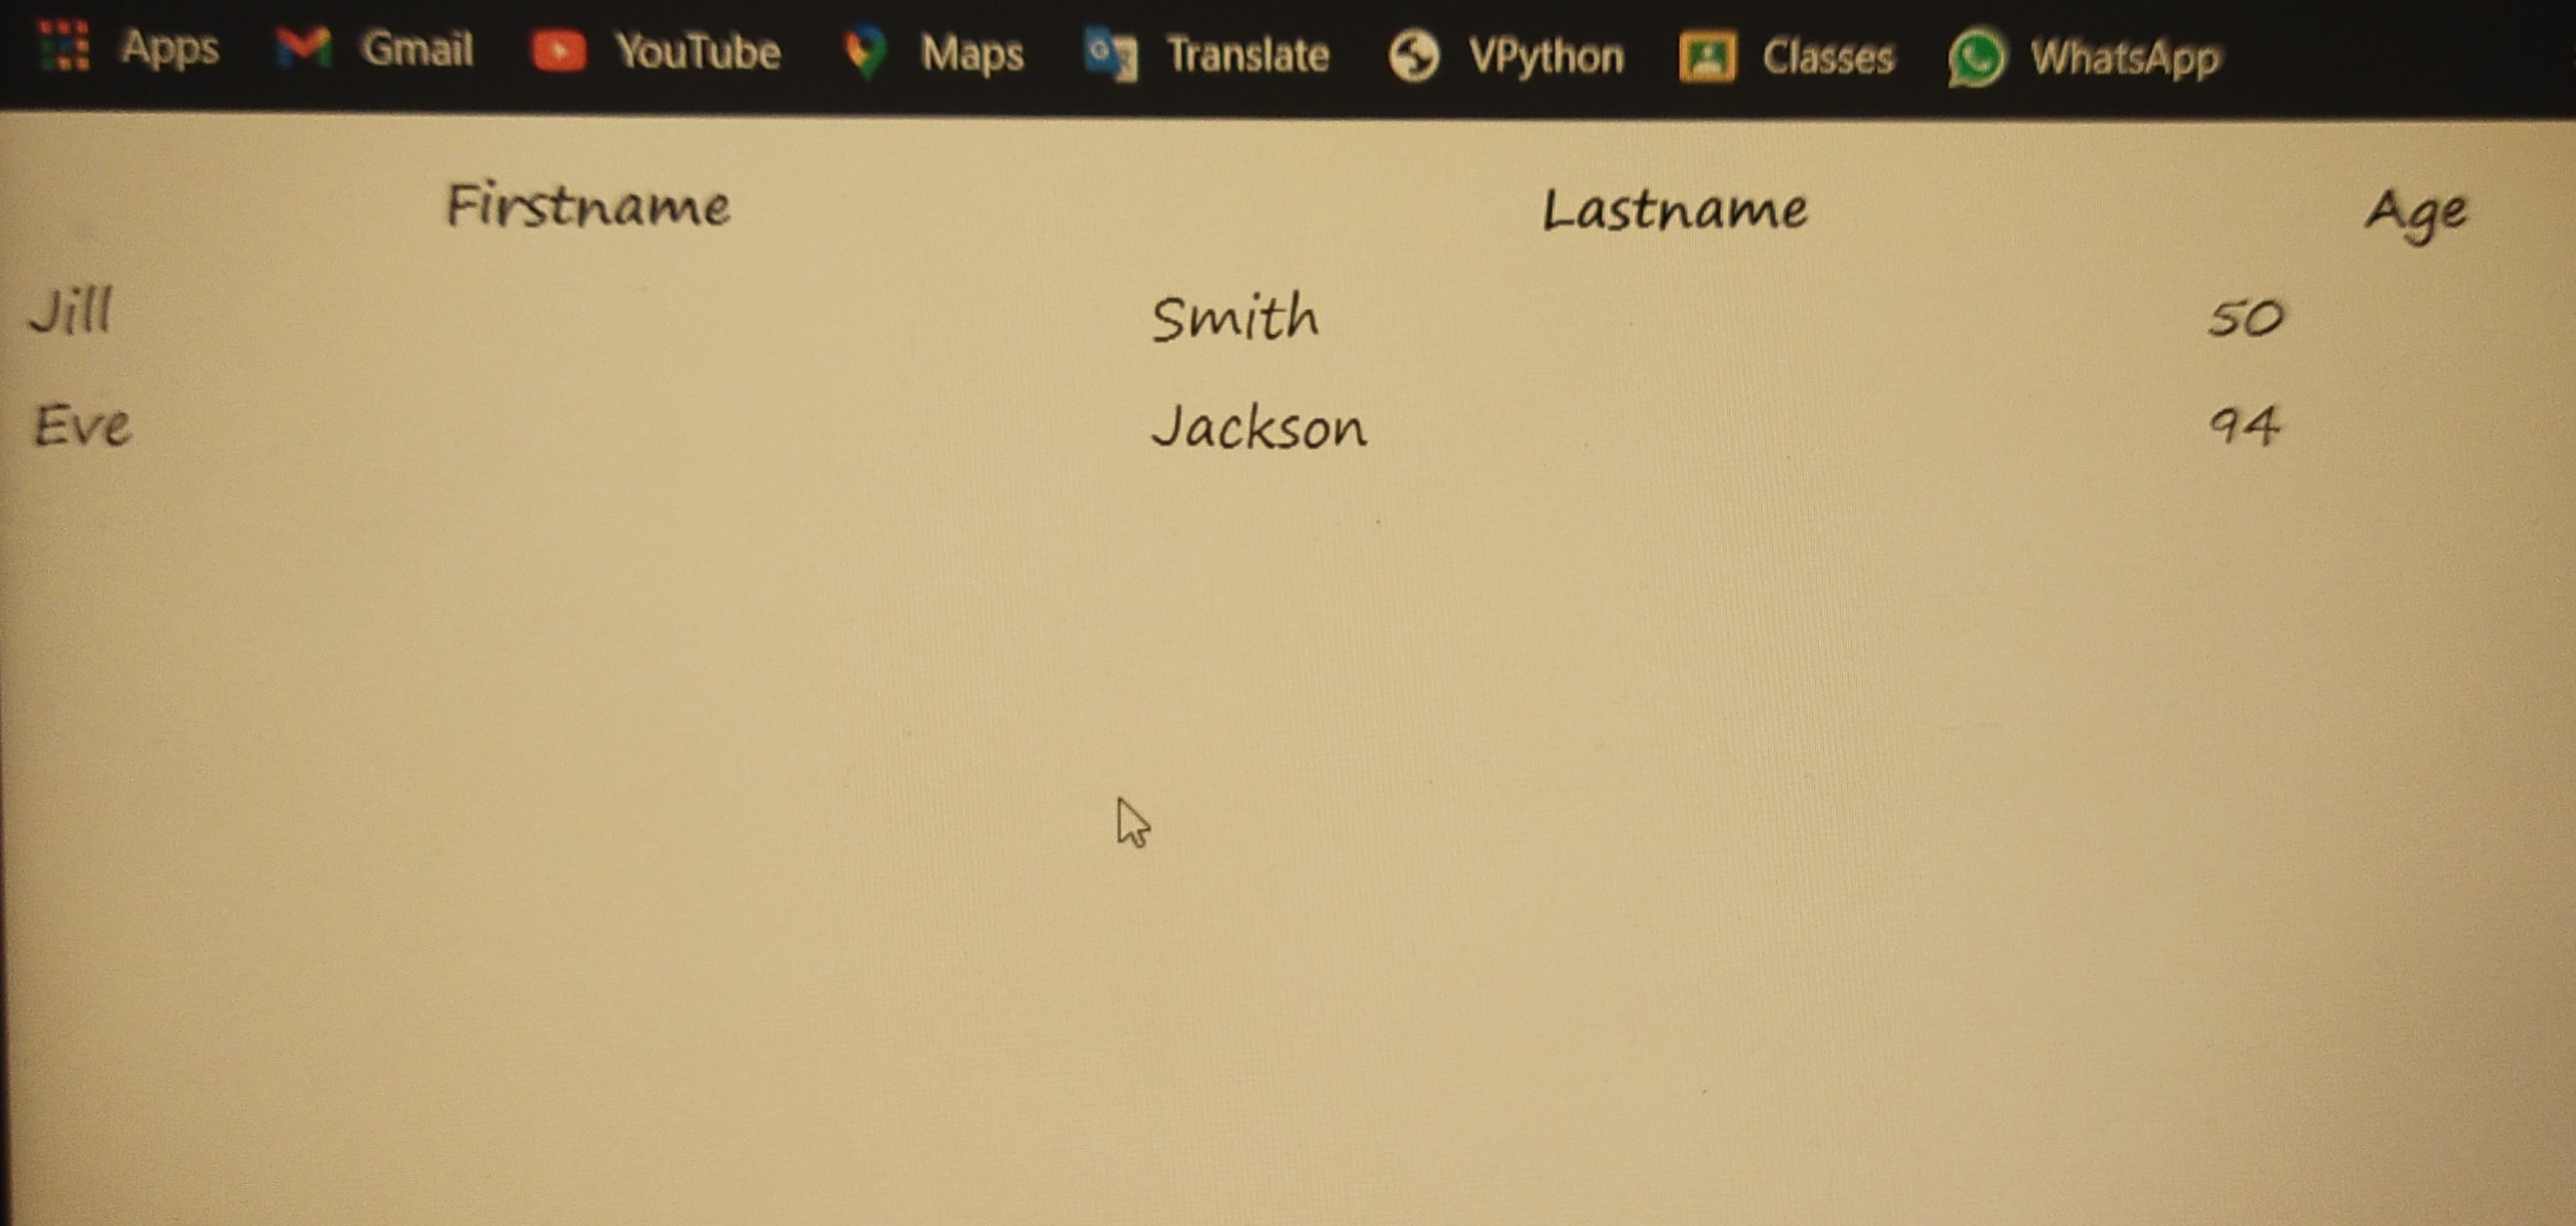 Apps Gmail YouTube Maps Translate VPython Classes WhatsApp
Firstname Lastname Age
Jill Smith 50
Eve Jackson 94